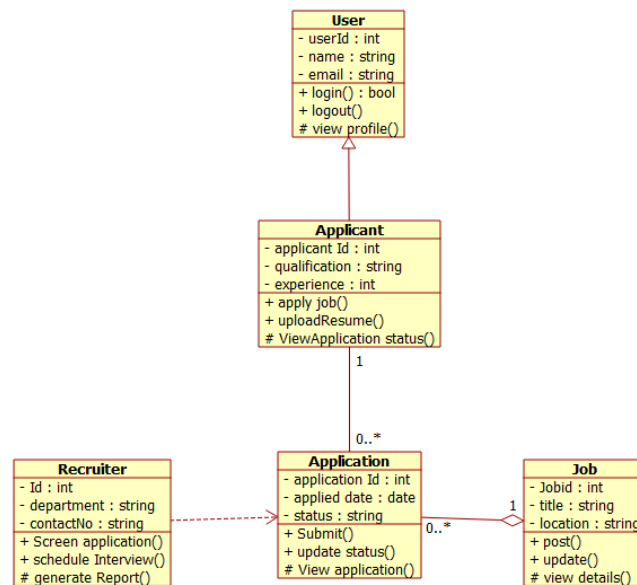 User
- userId : int
- name : string
- email : string
+ login() : bool
+ logout()
# view profile()
Applicant
- applicant Id : int
- qualification : string
- experience : int
+ apply job()
+ uploadResume()
# ViewApplication status()
1
0..*
Recruiter
- Id : int
- department : string
- contactNo : string
+ Screen application()
+ schedule Interview()
# generate Report()
Application
- application Id : int
- applied date : date
- status : string
+ Submit()
+ update status()
# View application()
0..*
1
Job
- Jobid : int
- title : string
- location : string
+ post()
+ update()
# view details()